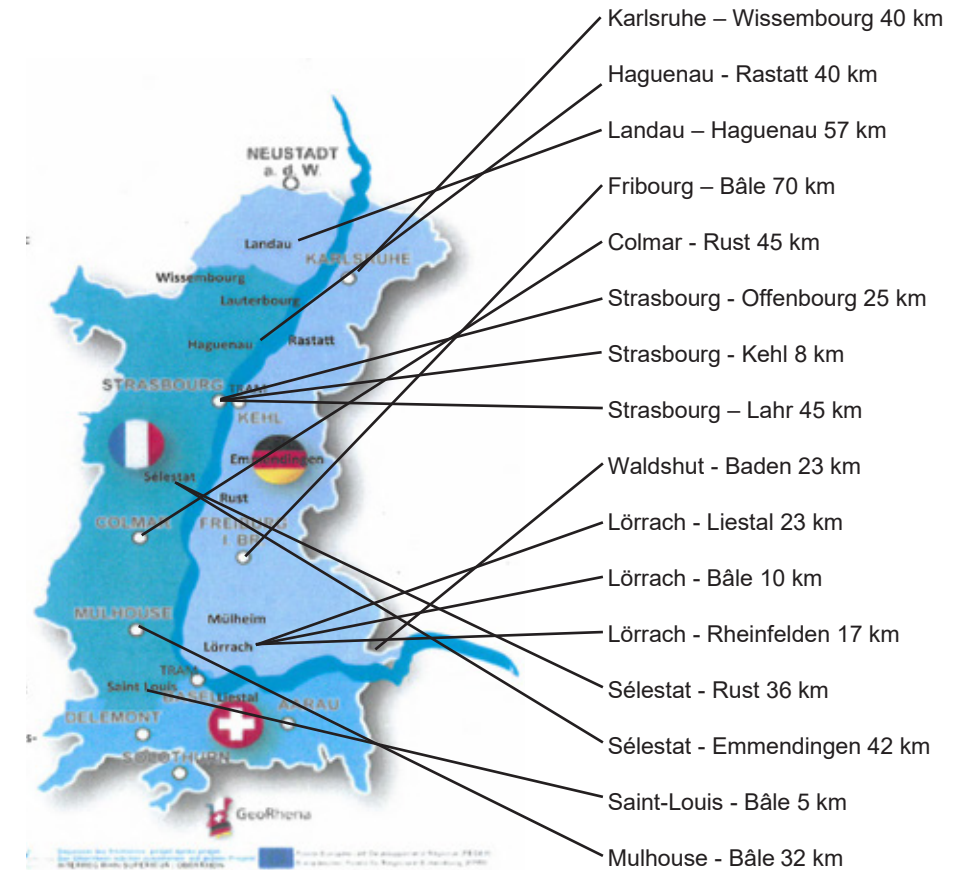 Karlsruhe – Wissembourg 40 km
Haguenau - Rastatt 40 km
Landau – Haguenau 57 km
Fribourg – Bâle 70 km
Colmar - Rust 45 km
Strasbourg - Offenbourg 25 km
Strasbourg - Kehl 8 km
Strasbourg – Lahr 45 km
Waldshut - Baden 23 km
Lörrach - Liestal 23 km
Lörrach - Bâle 10 km
Lörrach - Rheinfelden 17 km
Sélestat - Rust 36 km
Sélestat - Emmendingen 42 km
Saint-Louis - Bâle 5 km
Mulhouse - Bâle 32 km
NEUSTADT
a. d. W.
Landau
KARLSRUHE
Wissembourg
Lauterbourg
Haguenau
Rastatt
STRASBOURG
TRAM
KEHL
Emmendingen
Sélestat
Rust
COLMAR
FREIBURG
I BR
MULHOUSE
Mülheim
Lörrach
TRAM
Saint Louis
BASEL
Liestal
DELEMONT
AARAU
SOLOTHURN
GeoRhena